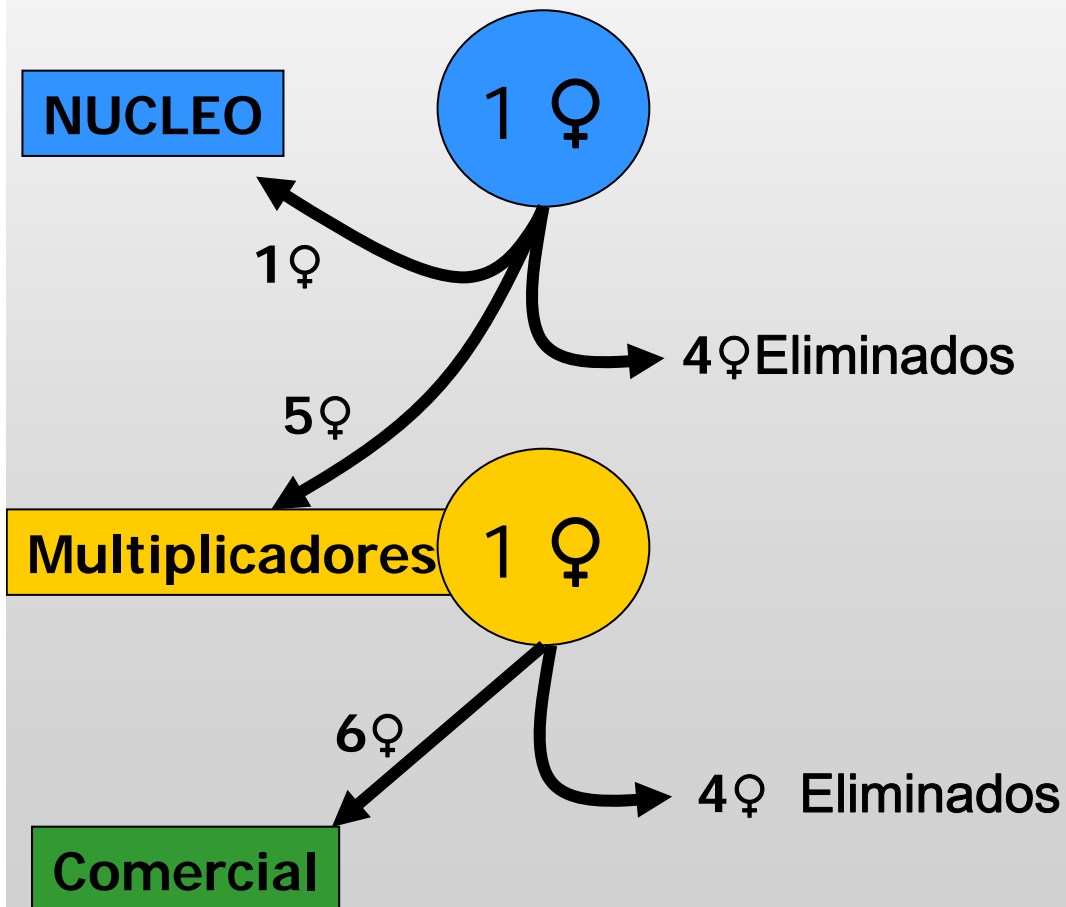 NUCLEO
1 ♀
1♀
4♀Eliminados
5♀
Multiplicadores
1 ♀
6♀
4♀ Eliminados
Comercial